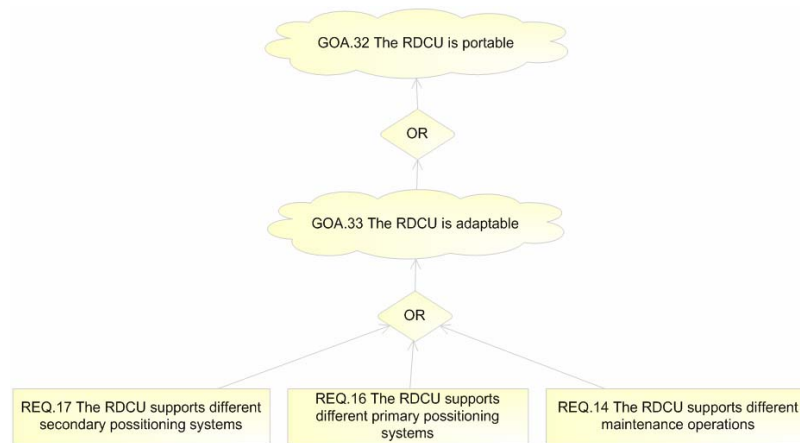 GOA.32 The RDCU is portable
OR
GOA.33 The RDCU is adaptable
OR
REQ.17 The RDCU supports different
secondary possitioning systems
REQ.16 The RDCU supports
different primary possitioning
systems
REQ.14 The RDCU supports different
maintenance operations